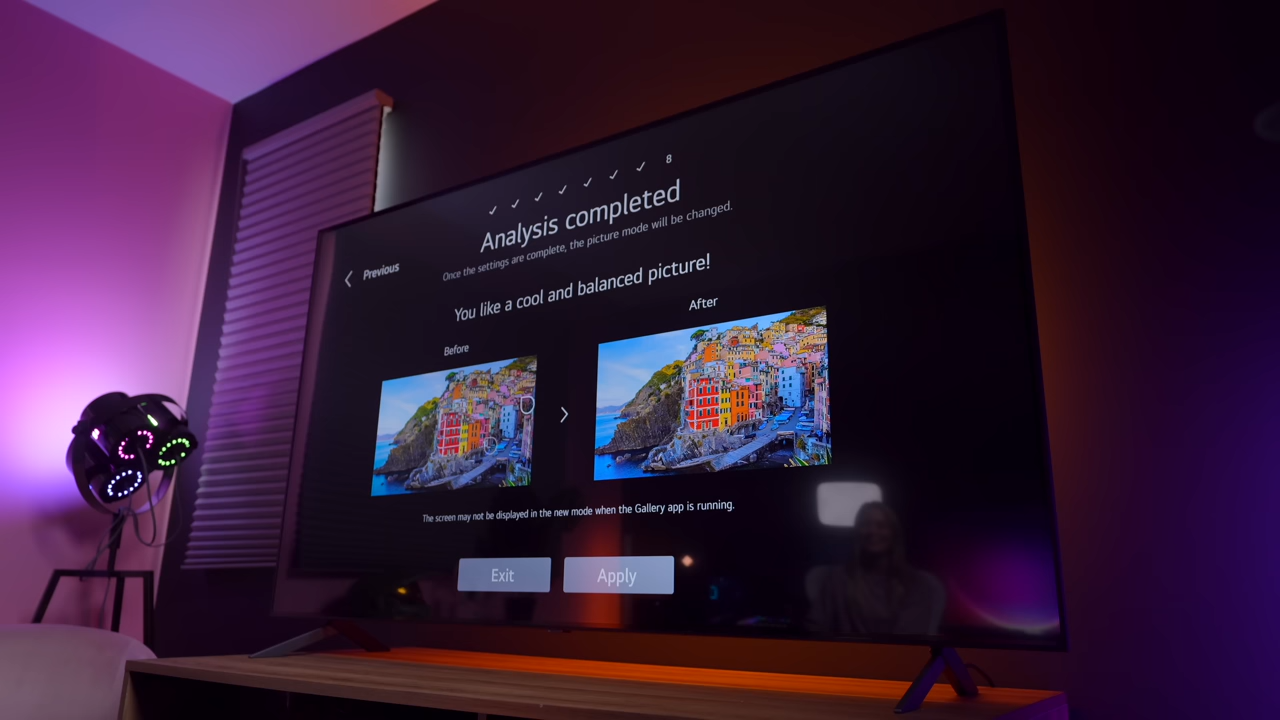 ✓ ✓ ✓ ✓ ✓ ✓ ✓ 8
Analysis completed
Once the settings are complete, the picture mode will be changed.
Previous
You like a cool and balanced picture!
Before
After
The screen may not be displayed in the new mode when the Gallery app is running.
Exit
Apply